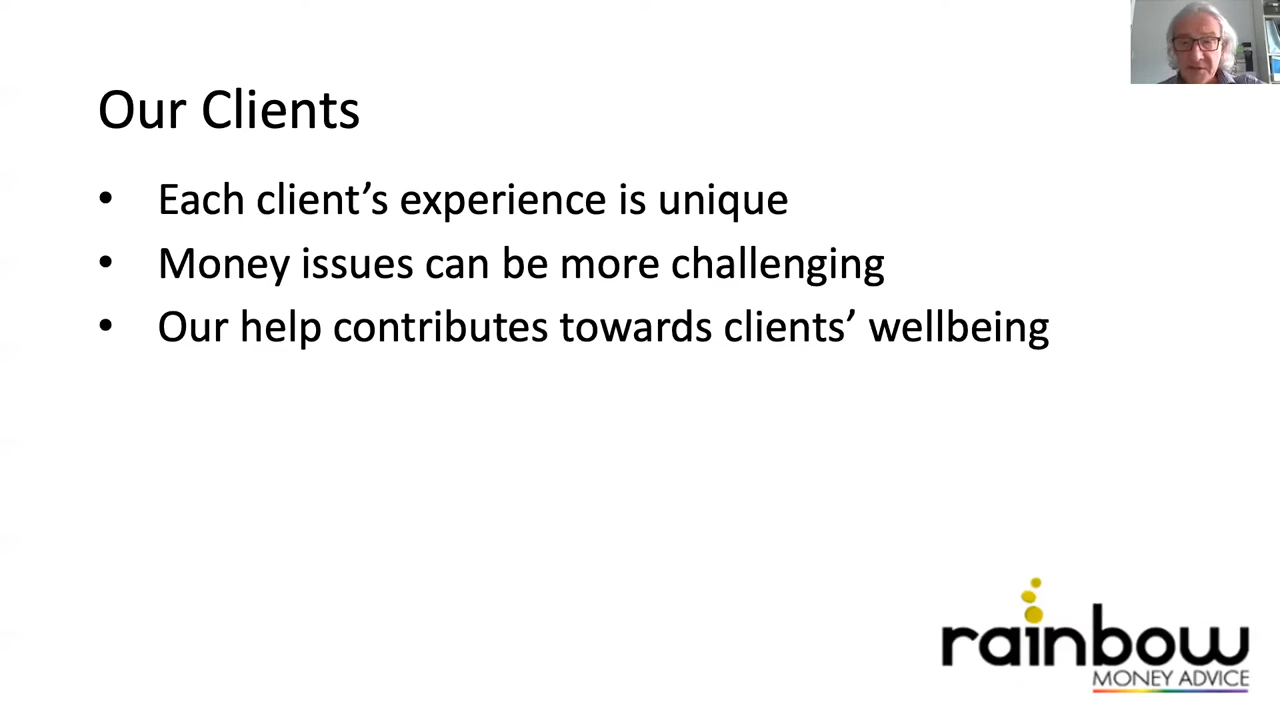 Our Clients
• Each client’s experience is unique
• Money issues can be more challenging
• Our help contributes towards clients’ wellbeing
rainbow
MONEY ADVICE